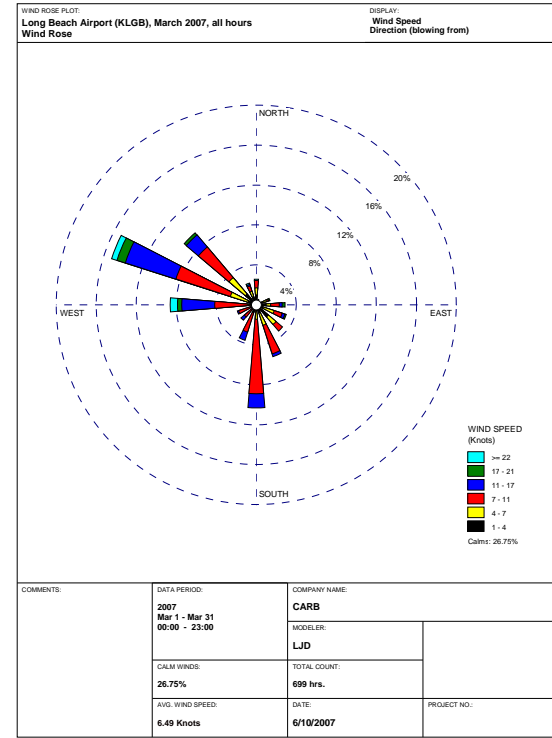 WIND ROSE PLOT:
Long Beach Airport (KLGB), March 2007, all hours
Wind Rose
DISPLAY:
Wind Speed
Direction (blowing from)
NORTH
20%
16%
12%
8%
4%
WEST
EAST
SOUTH
WIND SPEED
(Knots)
>= 22
17 - 21
11 - 17
7 - 11
4 - 7
1 - 4
Calms: 26.75%
COMMENTS:
DATA PERIOD:
2007
Mar 1 - Mar 31
00:00 - 23:00
COMPANY NAME:
CARB
MODELER:
LJD
CALM WINDS:
26.75%
TOTAL COUNT:
699 hrs.
AVG. WIND SPEED:
6.49 Knots
DATE:
6/10/2007
PROJECT NO.: